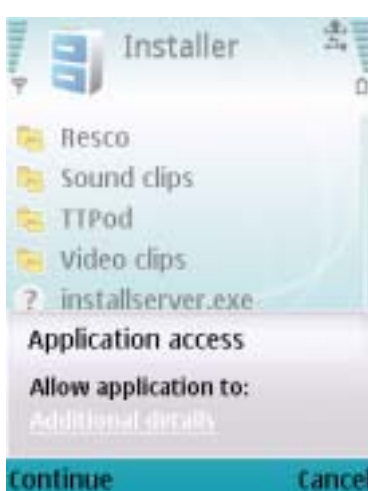 Installer
Resco
Sound clips
TTPod
Video clips
? installserver.exe
Application access
Allow application to:
Additional details
Continue Cancel